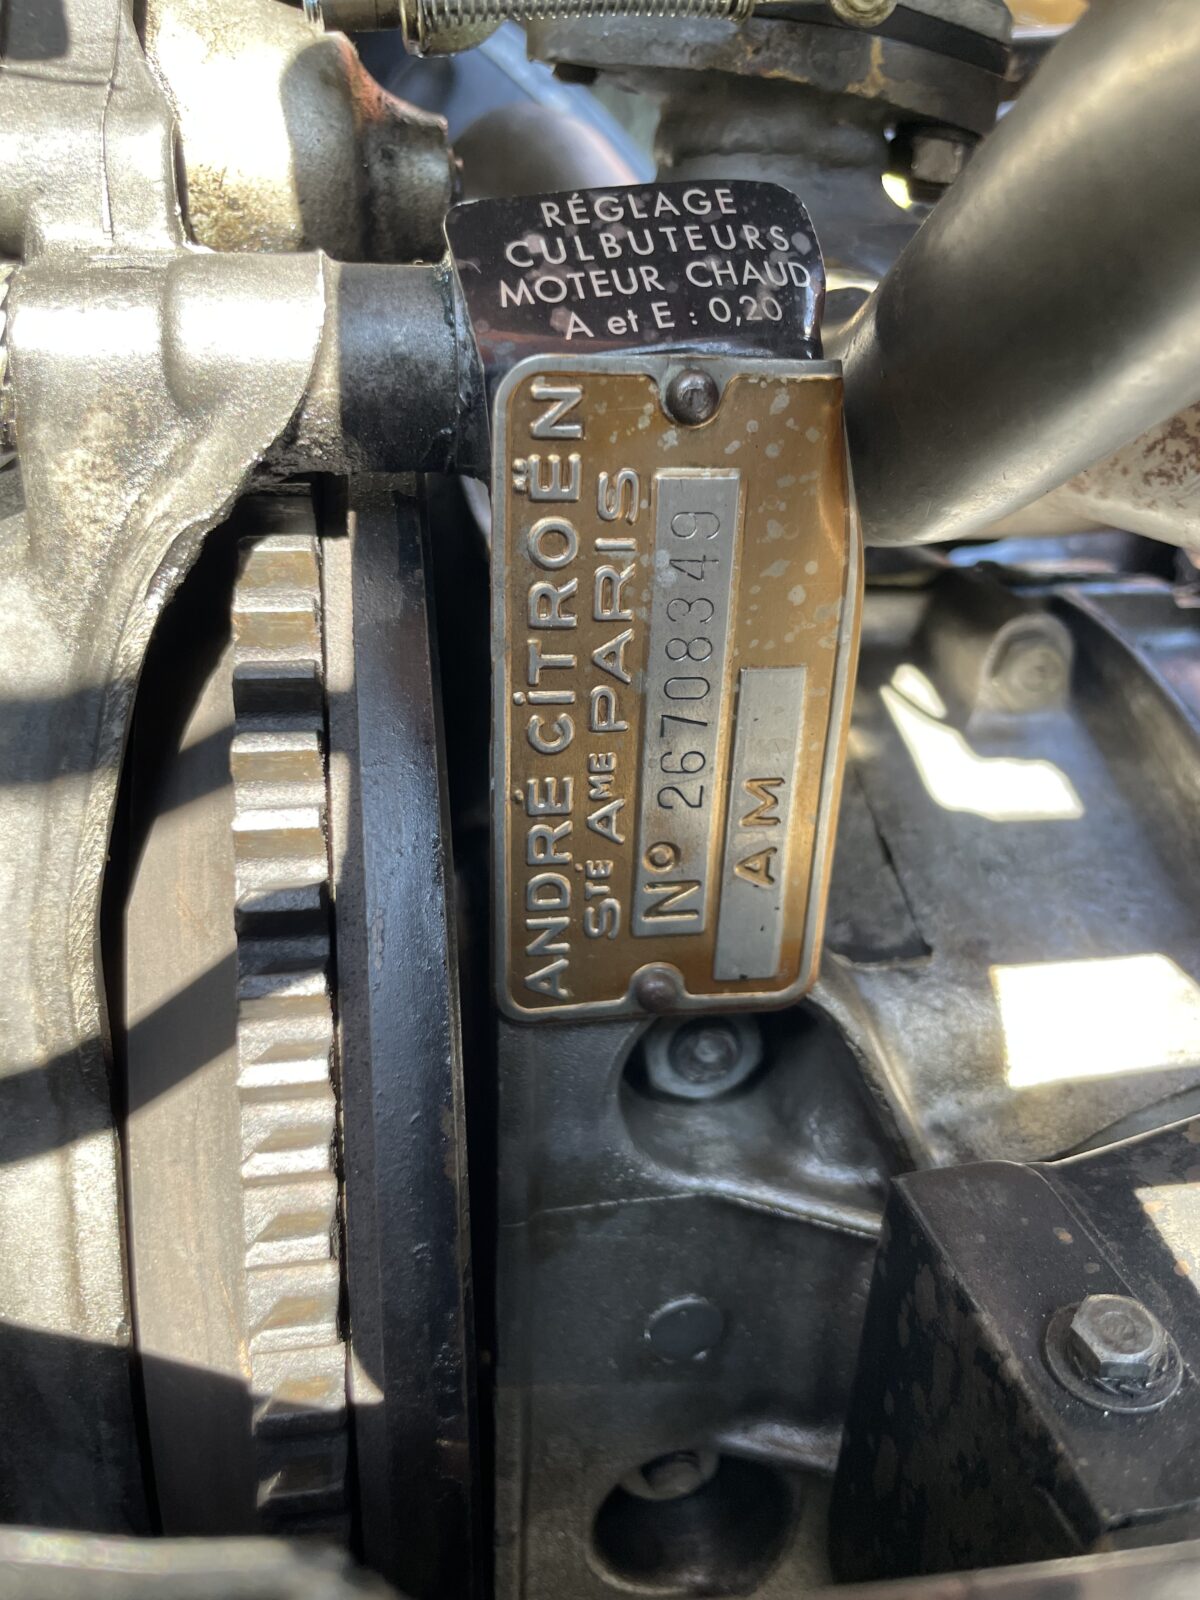 RÉGLAGE
CULBUTEURS
MOTEUR CHAUD
A et E : 0,20
ANDRÉ CITROËN
STÉ AME PARIS
Nº 26708349
AM